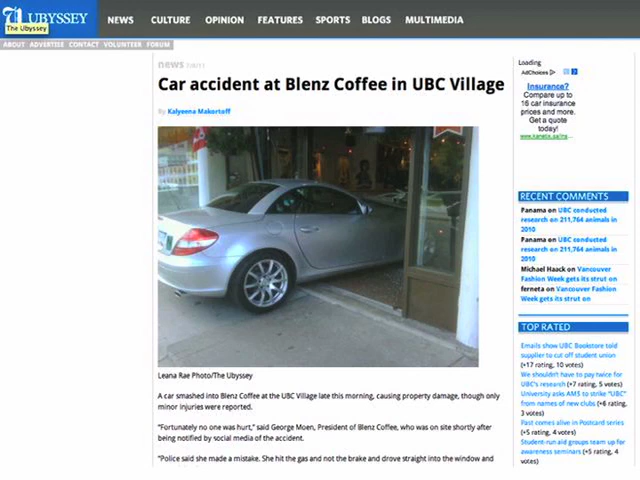 UBYSSEY
The Ubyssey
NEWS CULTURE OPINION FEATURES SPORTS BLOGS MULTIMEDIA
ABOUT ADVERTISE CONTACT VOLUNTEER FORUM
news
Car accident at Blenz Coffee in UBC Village
By Kalyeena Makortoff
Leana Rae Photo/The Ubyssey
A car smashed into Blenz Coffee at the UBC Village late this morning, causing property damage, though only
minor injuries were reported.
"Fortunately no one was hurt," said George Moen, President of Blenz Coffee, who was on site shortly after
being notified by social media of the accident.
"Police said she made a mistake. She hit the gas and not the brake and drove straight into the window and
Loading
AdChoices
Insurance?
Compare up to
16 car insurance
prices and more.
Get a quote
today!
RECENT COMMENTS
Panama on UBC conducted
research on 211,764 animals in
2010
Panama on UBC conducted
research on 211,764 animals in
2010
Michael Haack on Vancouver
Fashion Week gets its strut on
ferneta on Vancouver Fashion
Week gets its strut on
TOP RATED
Emails show UBC Bookstore told
supplier to cut off student union
(+17 rating, 10 votes)
We shouldn't have to pay twice for
UBC's research (+7 rating, 5 votes)
University asks AMS to strike "UBC"
from names of new clubs (+6 rating,
3 votes)
Past comes alive in Postcard series
(+5 rating, 4 votes)
Student-run aid groups team up for
awareness seminars (+5 rating, 4
votes)